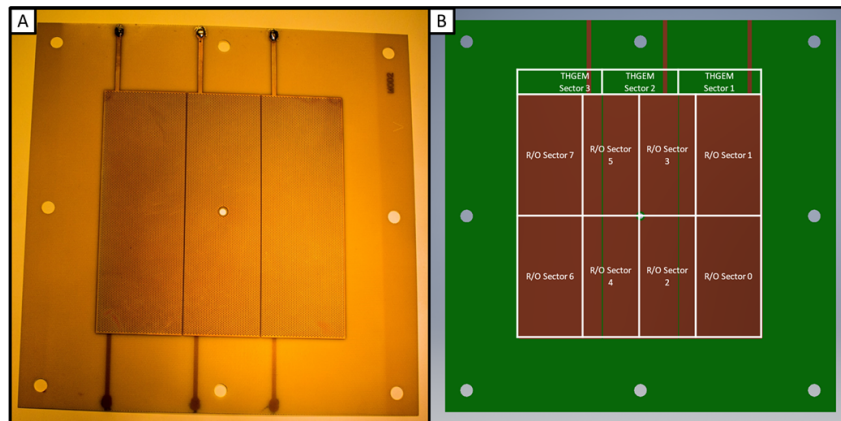 A
B
THGEM
Sector 3
THGEM
Sector 2
THGEM
Sector 1
R/O Sector 7
R/O Sector
5
R/O Sector
3
R/O Sector 1
R/O Sector 6
R/O Sector
4
R/O Sector
2
R/O Sector 0